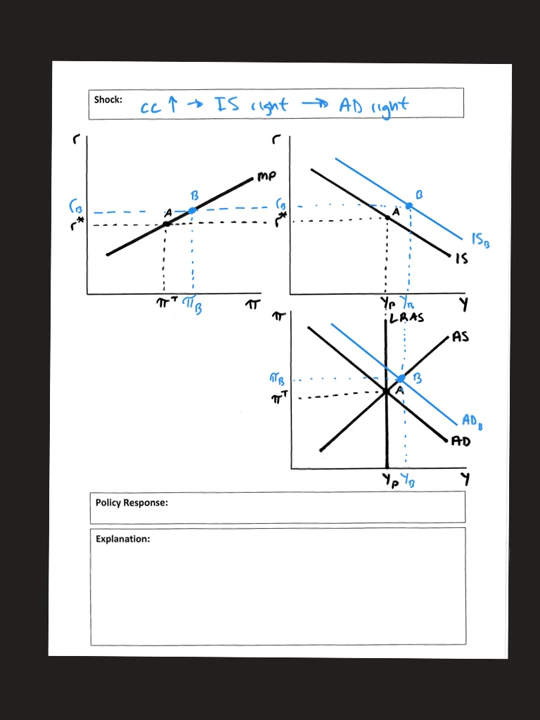 Shock: CC ↑ → IS right → AD right
r
MP
B
A
r_B
r*
π^T π_B π
r
B
A
r_B
r*
IS_B
IS
Y_P Y_B Y
π
LRAS
AS
B
A
π_B
π^T
AD_B
AD
Y_P Y_B Y
Policy Response:
Explanation: